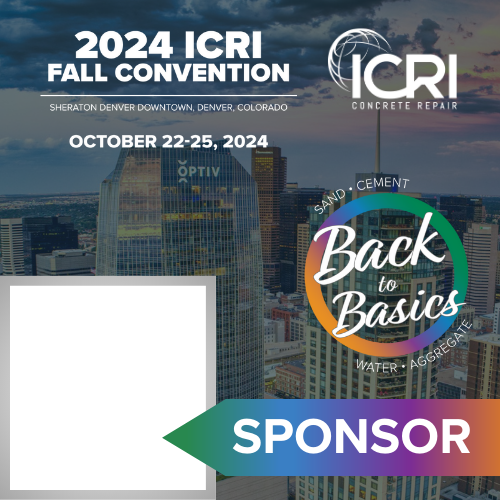 2024 ICRI
FALL CONVENTION
SHERATON DENVER DOWNTOWN, DENVER, COLORADO
OCTOBER 22-25, 2024
ICRI
CONCRETE REPAIR
OPTIV
SAND • CEMENT
Back
to
Basics
WATER • AGGREGATE
SPONSOR